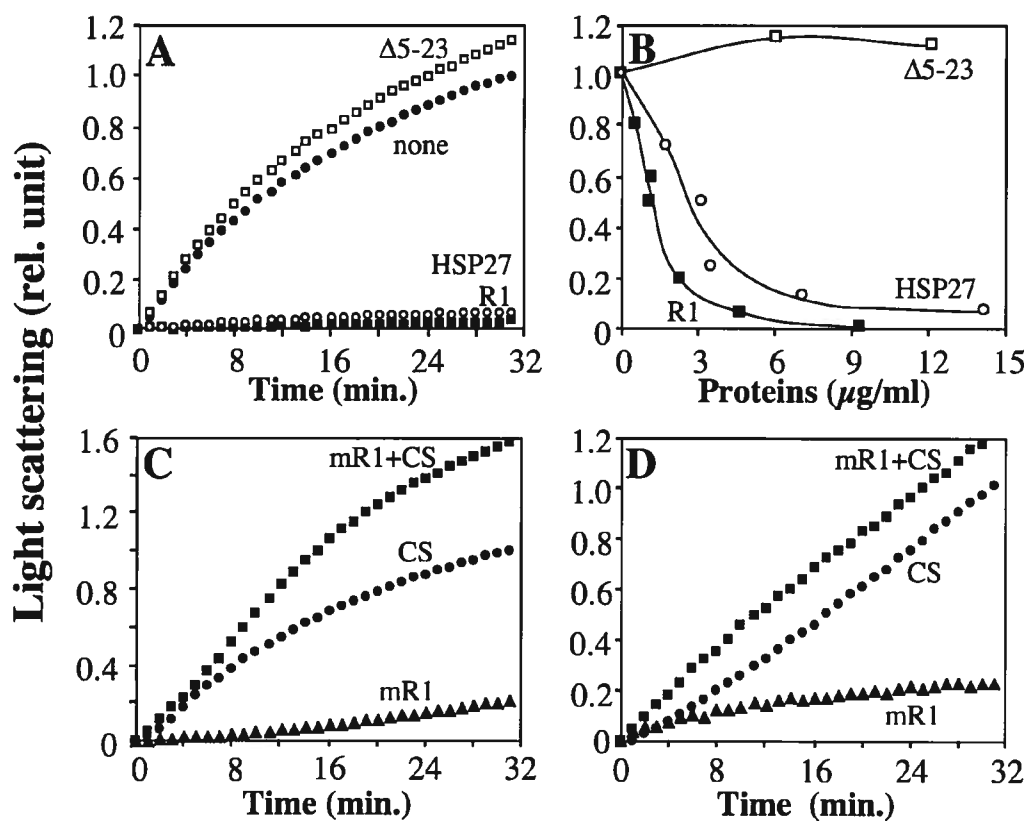 Light scattering (rel. unit)
A
1.2
1.0
0.8
0.6
0.4
0.2
0
Δ5-23
none
HSP27
R1
0 8 16 24 32
Time (min.)
B
1.2
1.0
0.8
0.6
0.4
0.2
0
Δ5-23
HSP27
R1
0 3 6 9 12 15
Proteins (µg/ml)
C
1.6
1.2
0.8
0.4
0
mR1+CS
CS
mR1
0 8 16 24 32
Time (min.)
D
1.2
1.0
0.8
0.6
0.4
0.2
0
mR1+CS
CS
mR1
0 8 16 24 32
Time (min.)